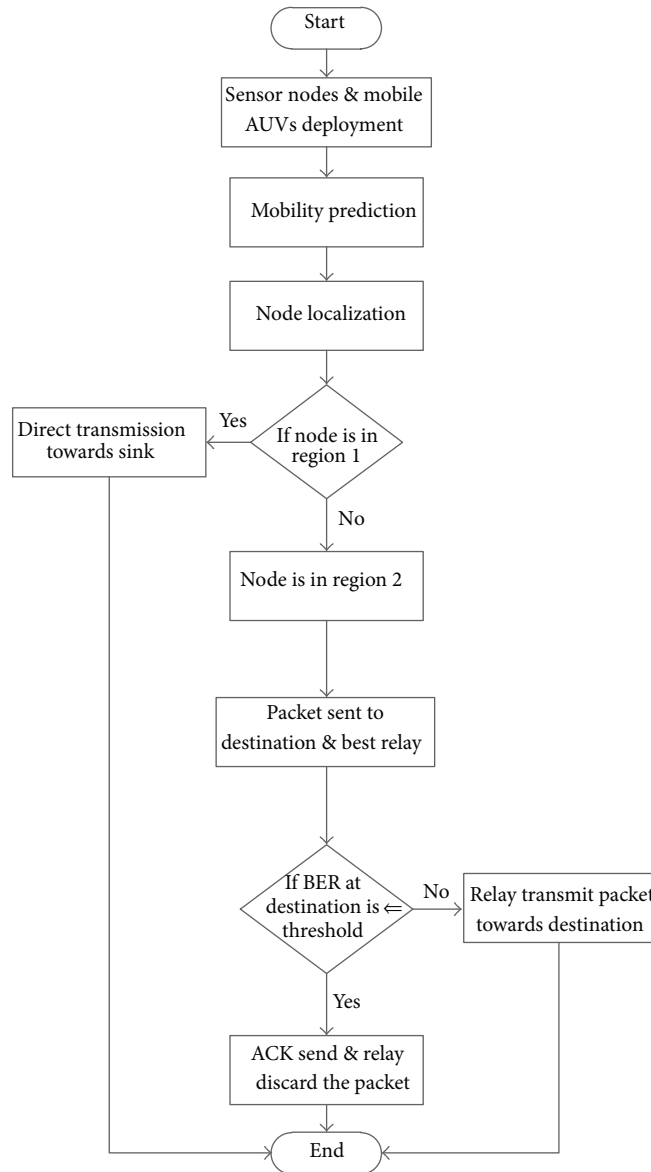 Start
Sensor nodes & mobile
AUVs deployment
Mobility prediction
Node localization
Yes
Direct transmission
towards sink
If node is in
region 1
No
Node is in region 2
Packet sent to
destination & best relay
If BER at
destination is ⇐
threshold
No
Relay transmit packet
towards destination
Yes
ACK send & relay
discard the packet
End